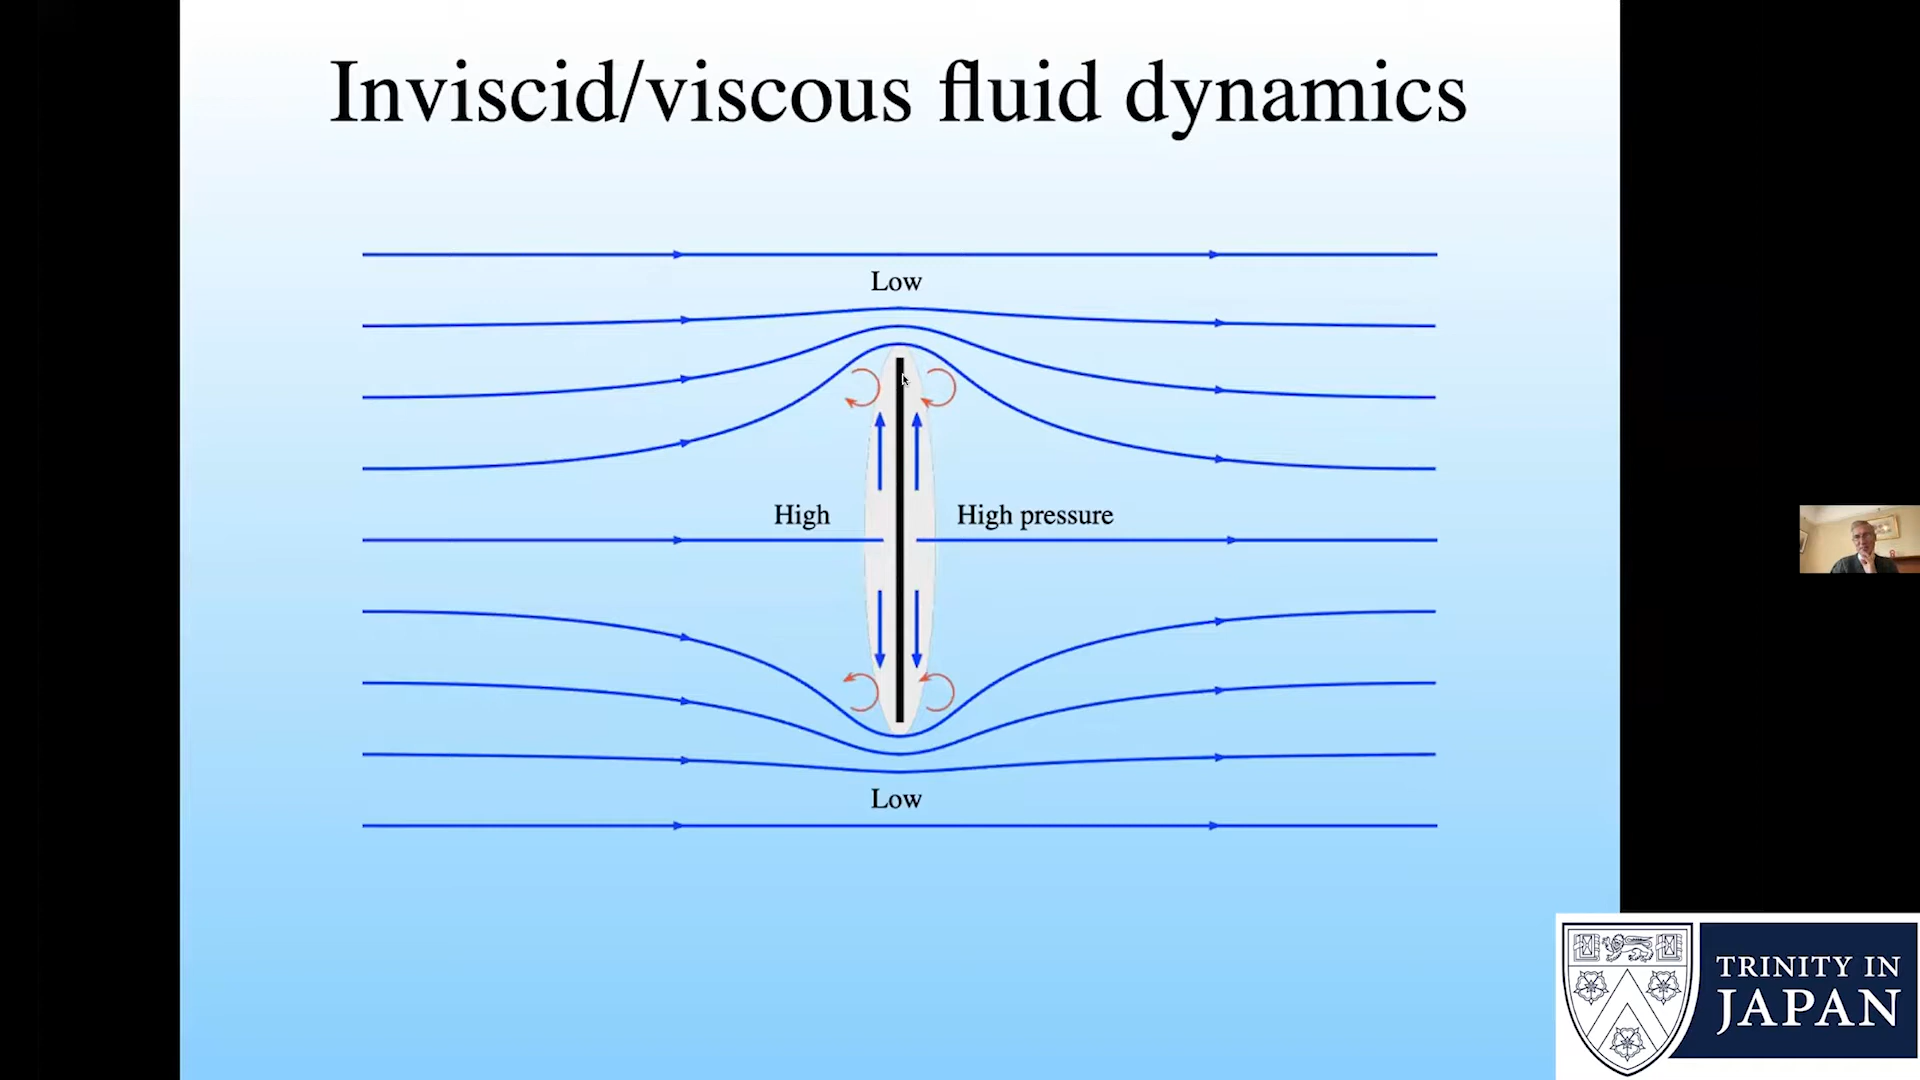 Inviscid/viscous fluid dynamics
Low
High
High pressure
Low
TRINITY IN
JAPAN